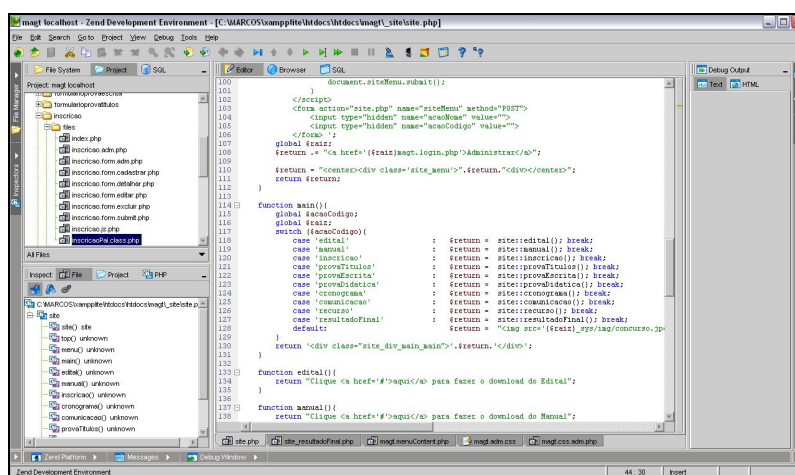 magt localhost - Zend Development Environment - [C:\MARCOS\xampplite\htdocs\htdocs\magt\_site\site.php]
File Edit Search Go to Project View Debug Tools Help
File System Project SQL
Project: magt localhost
formularioprovaescrita
formularioprovatitulos
inscricao
files
index.php
inscricao.adm.php
inscricao.form.adm.php
inscricao.form.cadastrar.php
inscricao.form.detalher.php
inscricao.form.editar.php
inscricao.form.excluir.php
inscricao.form.submit.php
inscricao.js.php
inscricaoPai.class.php
All Files
File Manager
Inspectors
Inspect: File Project PHP
C:\MARCOS\xampplite\htdocs\htdocs\magt\_site\site.p
site
site() site
top() unknown
menu() unknown
main() unknown
edital() unknown
manual() unknown
inscricao() unknown
cronograma() unknown
comunicacao() unknown
provaTitulos() unknown
Editor Browser SQL
100 document.siteMenu.submit();
101 }
102 </script>
103 <form action="site.php" name="siteMenu" method="POST">
104 <input type="hidden" name="acaoNome" value="">
105 <input type="hidden" name="acaoCodigo" value="">
106 </form> ';
107 global $raiz;
108 $return .= "<a href='{$raiz}magt.login.php'>Administrar</a>";
109
110 $return = "<center><div class='site_menu'>".$return."<div></center>";
111 return $return;
112 }
113
114 function main(){
115 global $acaoCodigo;
116 global $raiz;
117 switch ($acaoCodigo){
118 case 'edital' : $return = site::edital(); break;
119 case 'manual' : $return = site::manual(); break;
120 case 'inscricao' : $return = site::inscricao(); break;
121 case 'provaTitulos' : $return = site::provaTitulos(); break;
122 case 'provaEscrita' : $return = site::provaEscrita(); break;
123 case 'provaDidatica' : $return = site::provaDidatica(); break;
124 case 'cronograma' : $return = site::cronograma(); break;
125 case 'comunicacao' : $return = site::comunicacao(); break;
126 case 'recurso' : $return = site::recurso(); break;
127 case 'resultadoFinal' : $return = site::resultadoFinal(); break;
128 default: $return = "<img src='{$raiz}_sys/img/concurso.jp
129 }
130 return '<div class="site_div_main_main">'.$return.'</div>';
131 }
132
133 function edital(){
134 return "Clique <a href='#'>aqui</a> para fazer o download do Edital";
135 }
136
137 function manual(){
138 return "Clique <a href='#'>aqui</a> para fazer o download do Manual";
site.php site_resultadoFinal.php magt.menuContent.php magt.adm.css magt.css.adm.php
Debug Output
Text HTML
Zend Platform Messages Debug Window
Zend Development Environment 44 : 30 Insert